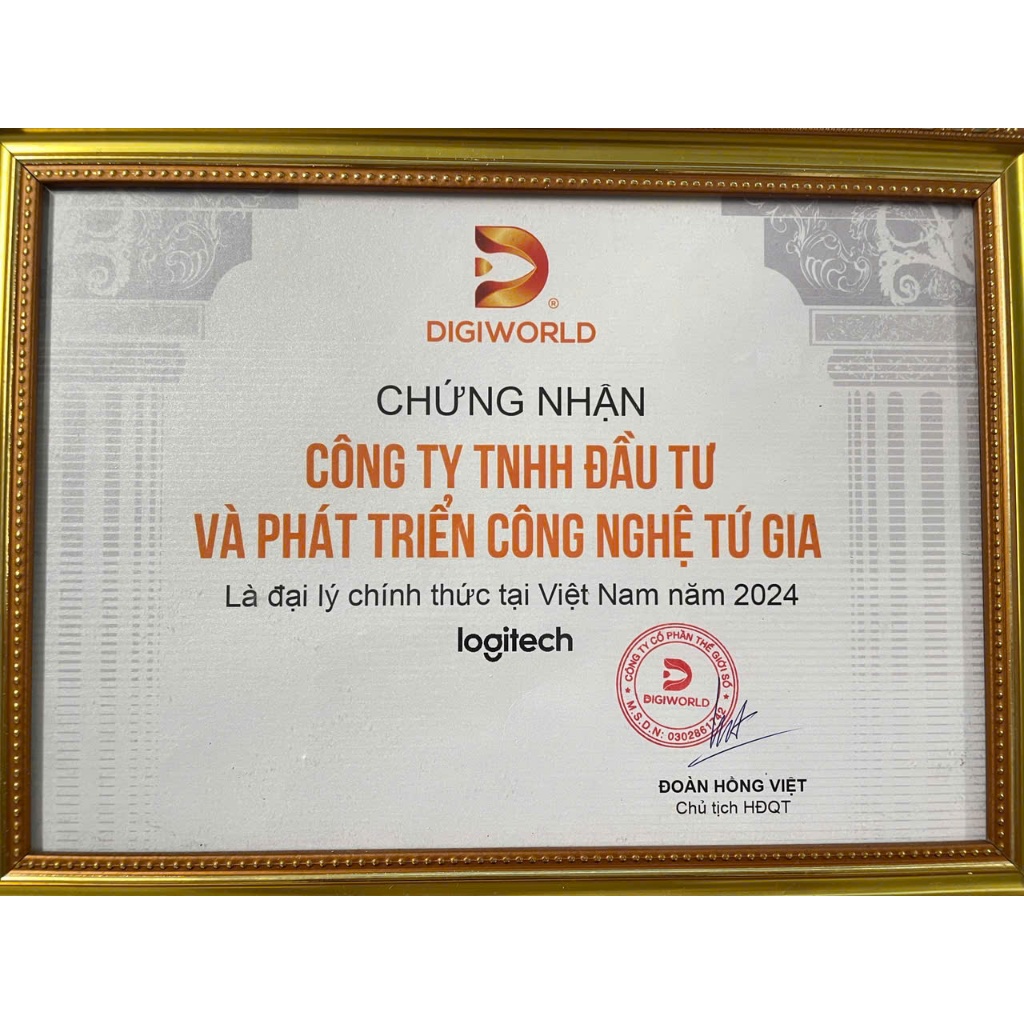 DIGIWORLD
CHỨNG NHẬN
CÔNG TY TNHH ĐẦU TƯ
VÀ PHÁT TRIỂN CÔNG NGHỆ TỨ GIA
Là đại lý chính thức tại Việt Nam năm 2024
logitech
CÔNG TY CỔ PHẦN THẾ GIỚI SỐ
DIGIWORLD
M.S.D.N: 0302861742
ĐOÀN HỒNG VIỆT
Chủ tịch HĐQT